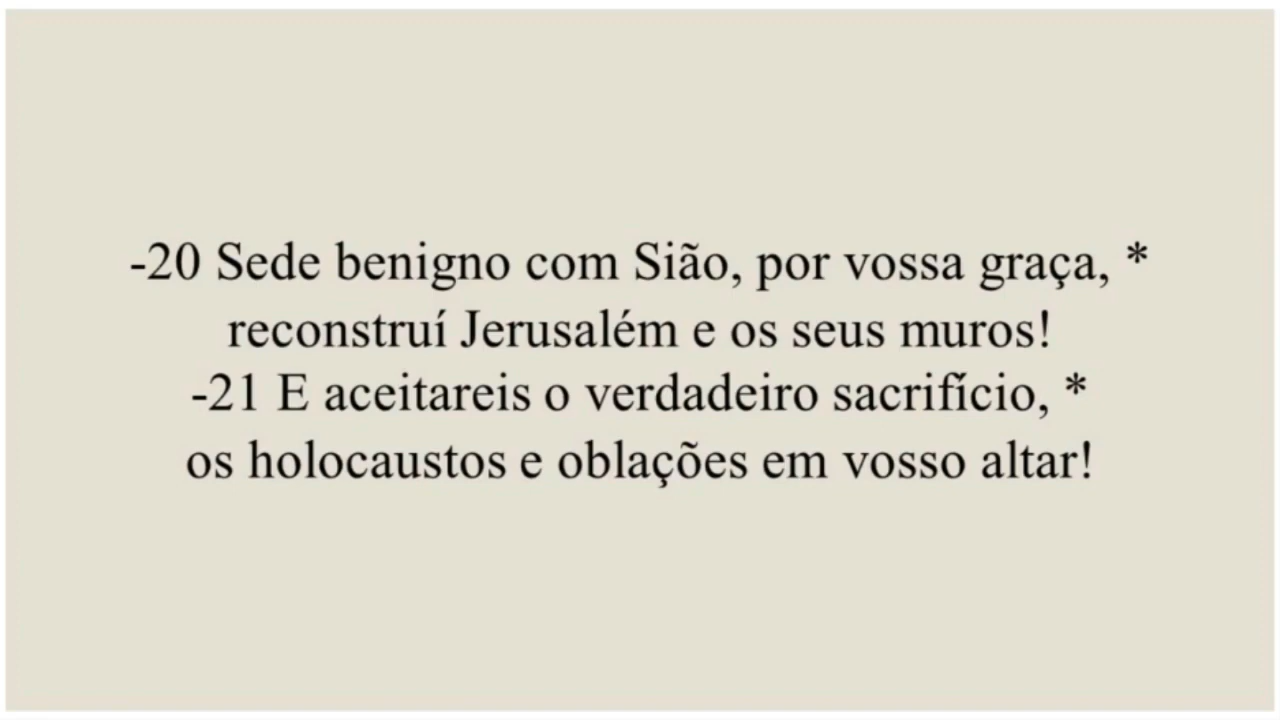 -20 Sede benigno com Sião, por vossa graça, *
reconstruí Jerusalém e os seus muros!
-21 E aceitareis o verdadeiro sacrifício, *
os holocaustos e oblações em vosso altar!